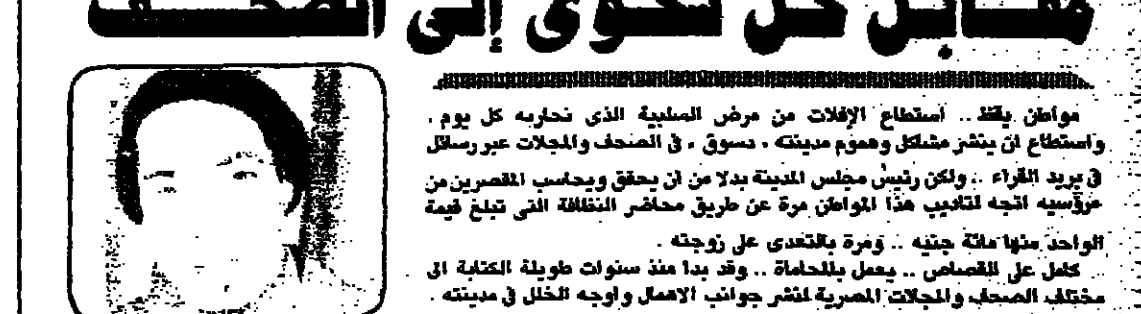 مقابل كل شكوى إلى الصحف
مواطن يقظ .. استطاع الإفلات من مرض السلبية الذى نحاربه كل يوم ،
واستطاع ان ينشر مشاكل وهموم مدينته ، دسوق ، فى الصحف والمجلات عبر رسائل
فى بريد القراء .. ولكن رئيس مجلس المدينة بدلا من ان يحقق ويحاسب المقصرين من
مرؤسيه اتجه لتاديب هذا المواطن مرة عن طريق محاضر النظافة التى تبلغ قيمة
الواحد منها مائة جنيه .. ومرة بالتعدى على زوجته .
كامل على القصاص .. يعمل بالمحاماة .. وقد بدا منذ سنوات طويلة الكتابة الى
مختلف الصحف والمجلات المصرية لنشر جوانب الاهمال واوجه الخلل فى مدينته .